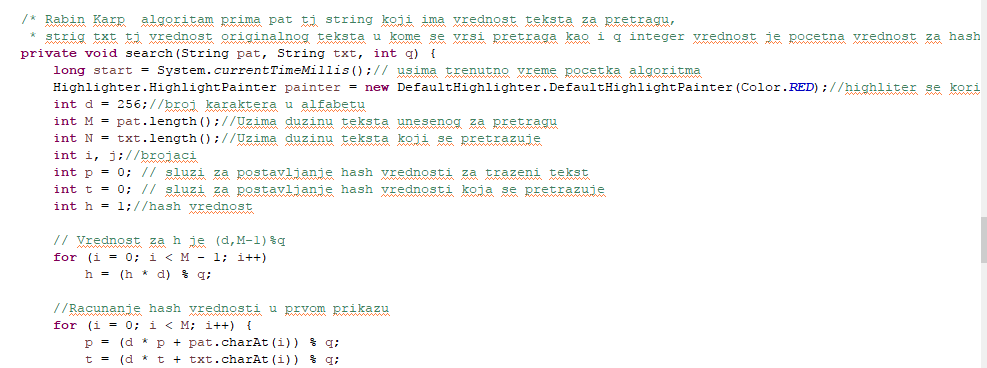 /* Rabin Karp  algoritam prima pat tj string koji ima vrednost teksta za pretragu,
 * strig txt tj vrednost originalnog teksta u kome se vrsi pretraga kao i q integer vrednost je pocetna vrednost za hash
private void search(String pat, String txt, int q) {
    long start = System.currentTimeMillis();// usima trenutno vreme pocetka algoritma
    Highlighter.HighlightPainter painter = new DefaultHighlighter.DefaultHighlightPainter(Color.RED);//highliter se kori
    int d = 256;//broj karaktera u alfabetu
    int M = pat.length();//Uzima duzinu teksta unesenog za pretragu
    int N = txt.length();//Uzima duzinu teksta koji se pretrazuje
    int i, j;//brojaci
    int p = 0; // sluzi za postavljanje hash vrednosti za trazeni tekst
    int t = 0; // sluzi za postavljanje hash vrednosti koja se pretrazuje
    int h = 1;//hash vrednost
    // Vrednost za h je (d,M-1)%q
    for (i = 0; i < M - 1; i++)
        h = (h * d) % q;
    //Racunanje hash vrednosti u prvom prikazu
    for (i = 0; i < M; i++) {
        p = (d * p + pat.charAt(i)) % q;
        t = (d * t + txt.charAt(i)) % q;